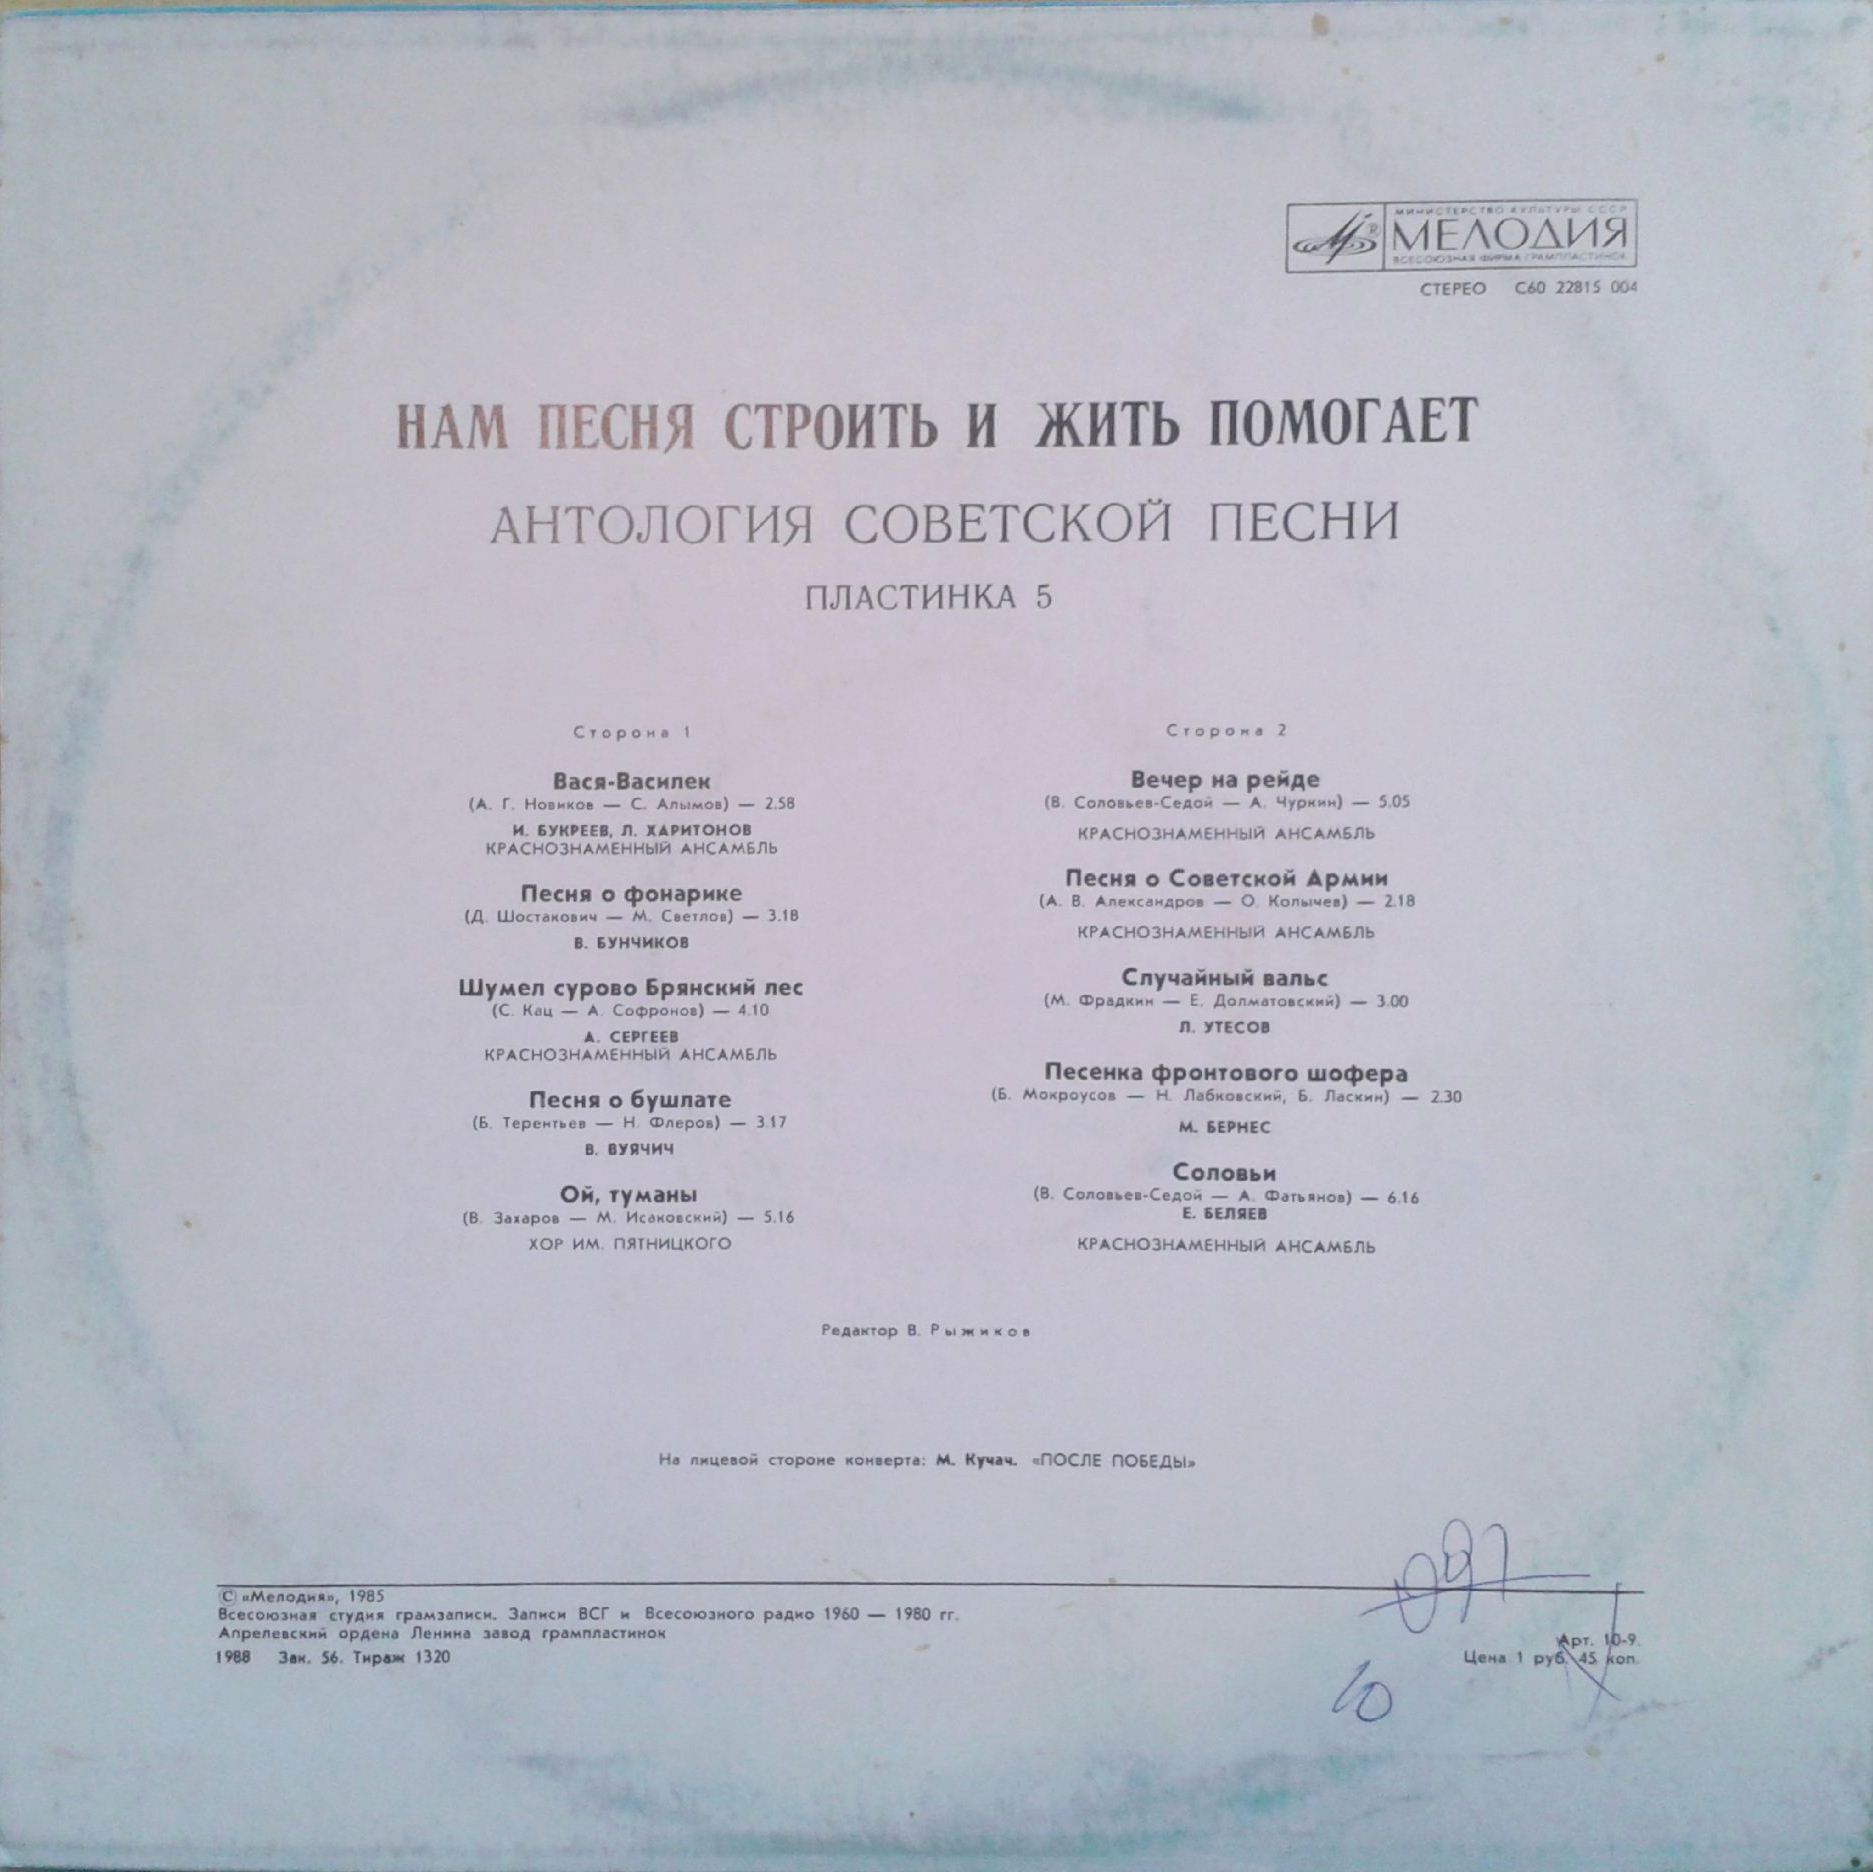 МИНИСТЕРСТВО КУЛЬТУРЫ СССР
МЕЛОДИЯ
ВСЕСОЮЗНАЯ ФИРМА ГРАМПЛАСТИНОК
СТЕРЕО С60 22815 004
НАМ ПЕСНЯ СТРОИТЬ И ЖИТЬ ПОМОГАЕТ
АНТОЛОГИЯ СОВЕТСКОЙ ПЕСНИ
ПЛАСТИНКА 5
Сторона 1
Вася-Василек
(А. Г. Новиков — С. Алымов) — 2.58
И. БУКРЕЕВ, Л. ХАРИТОНОВ
КРАСНОЗНАМЕННЫЙ АНСАМБЛЬ
Песня о фонарике
(Д. Шостакович — М. Светлов) — 3.18
В. БУНЧИКОВ
Шумел сурово Брянский лес
(С. Кац — А. Софронов) — 4.10
А. СЕРГЕЕВ
КРАСНОЗНАМЕННЫЙ АНСАМБЛЬ
Песня о бушлате
(Б. Терентьев — Н. Флеров) — 3.17
В. ВУЯЧИЧ
Ой, туманы
(В. Захаров — М. Исаковский) — 5.16
ХОР ИМ. ПЯТНИЦКОГО
Сторона 2
Вечер на рейде
(В. Соловьев-Седой — А. Чуркин) — 5.05
КРАСНОЗНАМЕННЫЙ АНСАМБЛЬ
Песня о Советской Армии
(А. В. Александров — О. Колычев) — 2.18
КРАСНОЗНАМЕННЫЙ АНСАМБЛЬ
Случайный вальс
(М. Фрадкин — Е. Долматовский) — 3.00
Л. УТЕСОВ
Песенка фронтового шофера
(Б. Мокроусов — Н. Лабковский, Б. Ласкин) — 2.30
М. БЕРНЕС
Соловьи
(В. Соловьев-Седой — А. Фатьянов) — 6.16
Е. БЕЛЯЕВ
КРАСНОЗНАМЕННЫЙ АНСАМБЛЬ
Редактор В. Рыжиков
На лицевой стороне конверта: М. Кучач. «ПОСЛЕ ПОБЕДЫ»
© «Мелодия», 1985
Всесоюзная студия грамзаписи. Записи ВСГ и Всесоюзного радио 1960 — 1980 гг.
Апрелевский ордена Ленина завод грампластинок
1988 Зак. 56. Тираж 1320
Арт. 10-9.
Цена 1 руб. 45 коп.
10